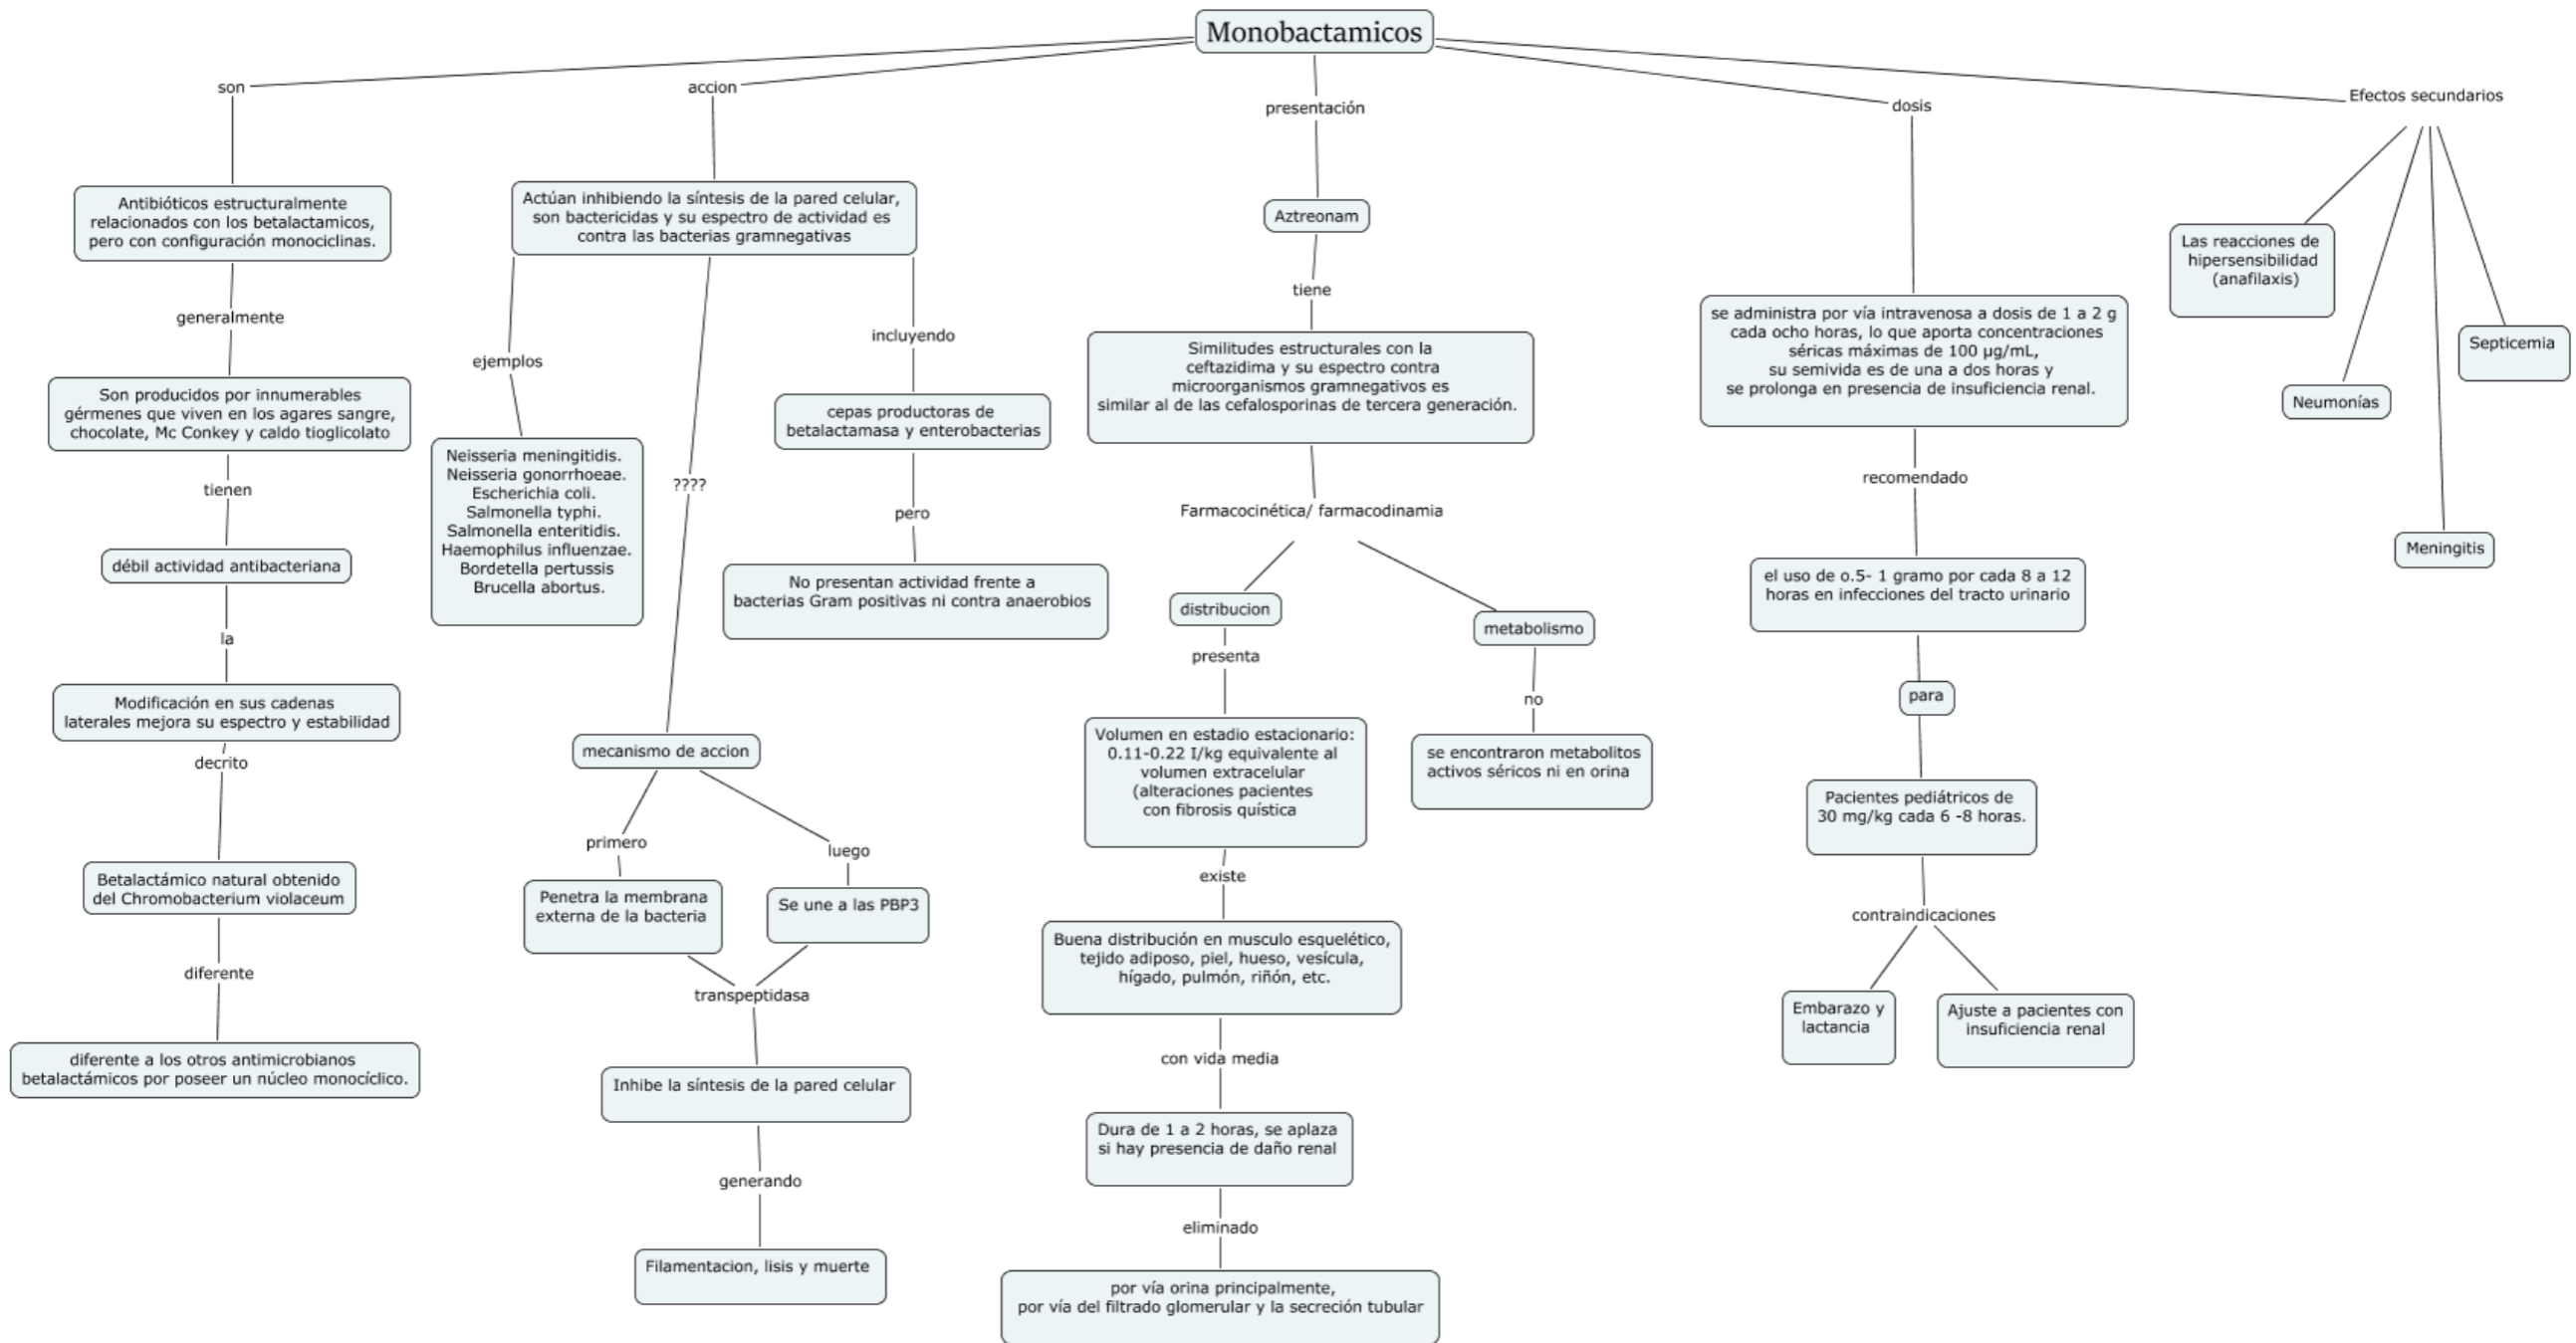 Monobactamicos
son
Antibióticos estructuralmente
relacionados con los betalactamicos,
pero con configuración monociclinas.
generalmente
Son producidos por innumerables
gérmenes que viven en los agares sangre,
chocolate, Mc Conkey y caldo tioglicolato
tienen
débil actividad antibacteriana
la
Modificación en sus cadenas
laterales mejora su espectro y estabilidad
decrito
Betalactámico natural obtenido
del Chromobacterium violaceum
diferente
diferente a los otros antimicrobianos
betalactámicos por poseer un núcleo monocíclico.
accion
Actúan inhibiendo la síntesis de la pared celular,
son bactericidas y su espectro de actividad es
contra las bacterias gramnegativas
ejemplos
Neisseria meningitidis.
Neisseria gonorrhoeae.
Escherichia coli.
Salmonella typhi.
Salmonella enteritidis.
Haemophilus influenzae.
Bordetella pertussis
Brucella abortus.
????
mecanismo de accion
primero
Penetra la membrana
externa de la bacteria
luego
Se une a las PBP3
transpeptidasa
Inhibe la síntesis de la pared celular
generando
Filamentacion, lisis y muerte
incluyendo
cepas productoras de
betalactamasa y enterobacterias
pero
No presentan actividad frente a
bacterias Gram positivas ni contra anaerobios
presentación
Aztreonam
tiene
Similitudes estructurales con la
ceftazidima y su espectro contra
microorganismos gramnegativos es
similar al de las cefalosporinas de tercera generación.
Farmacocinética/ farmacodinamia
distribucion
presenta
Volumen en estadio estacionario:
0.11-0.22 I/kg equivalente al
volumen extracelular
(alteraciones pacientes
con fibrosis quística
existe
Buena distribución en musculo esquelético,
tejido adiposo, piel, hueso, vesícula,
hígado, pulmón, riñón, etc.
con vida media
Dura de 1 a 2 horas, se aplaza
si hay presencia de daño renal
eliminado
por vía orina principalmente,
por vía del filtrado glomerular y la secreción tubular
metabolismo
no
se encontraron metabolitos
activos séricos ni en orina
dosis
se administra por vía intravenosa a dosis de 1 a 2 g
cada ocho horas, lo que aporta concentraciones
séricas máximas de 100 µg/mL,
su semivida es de una a dos horas y
se prolonga en presencia de insuficiencia renal.
recomendado
el uso de o.5- 1 gramo por cada 8 a 12
horas en infecciones del tracto urinario
para
Pacientes pediátricos de
30 mg/kg cada 6 -8 horas.
contraindicaciones
Embarazo y
lactancia
Ajuste a pacientes con
insuficiencia renal
Efectos secundarios
Las reacciones de
hipersensibilidad
(anafilaxis)
Neumonías
Meningitis
Septicemia